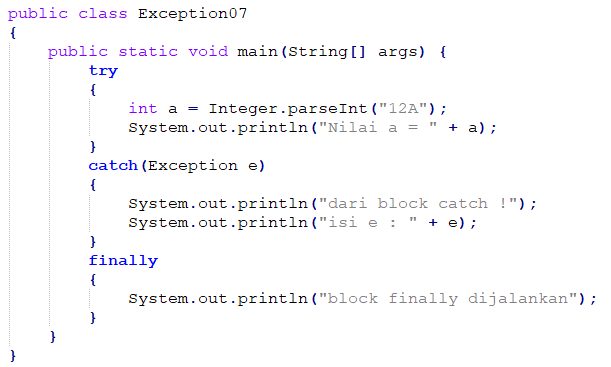 public class Exception07
{
    public static void main(String[] args) {
        try
        {
            int a = Integer.parseInt("12A");
            System.out.println("Nilai a = " + a);
        }
        catch(Exception e)
        {
            System.out.println("dari block catch !");
            System.out.println("isi e : " + e);
        }
        finally
        {
            System.out.println("block finally dijalankan");
        }
    }
}